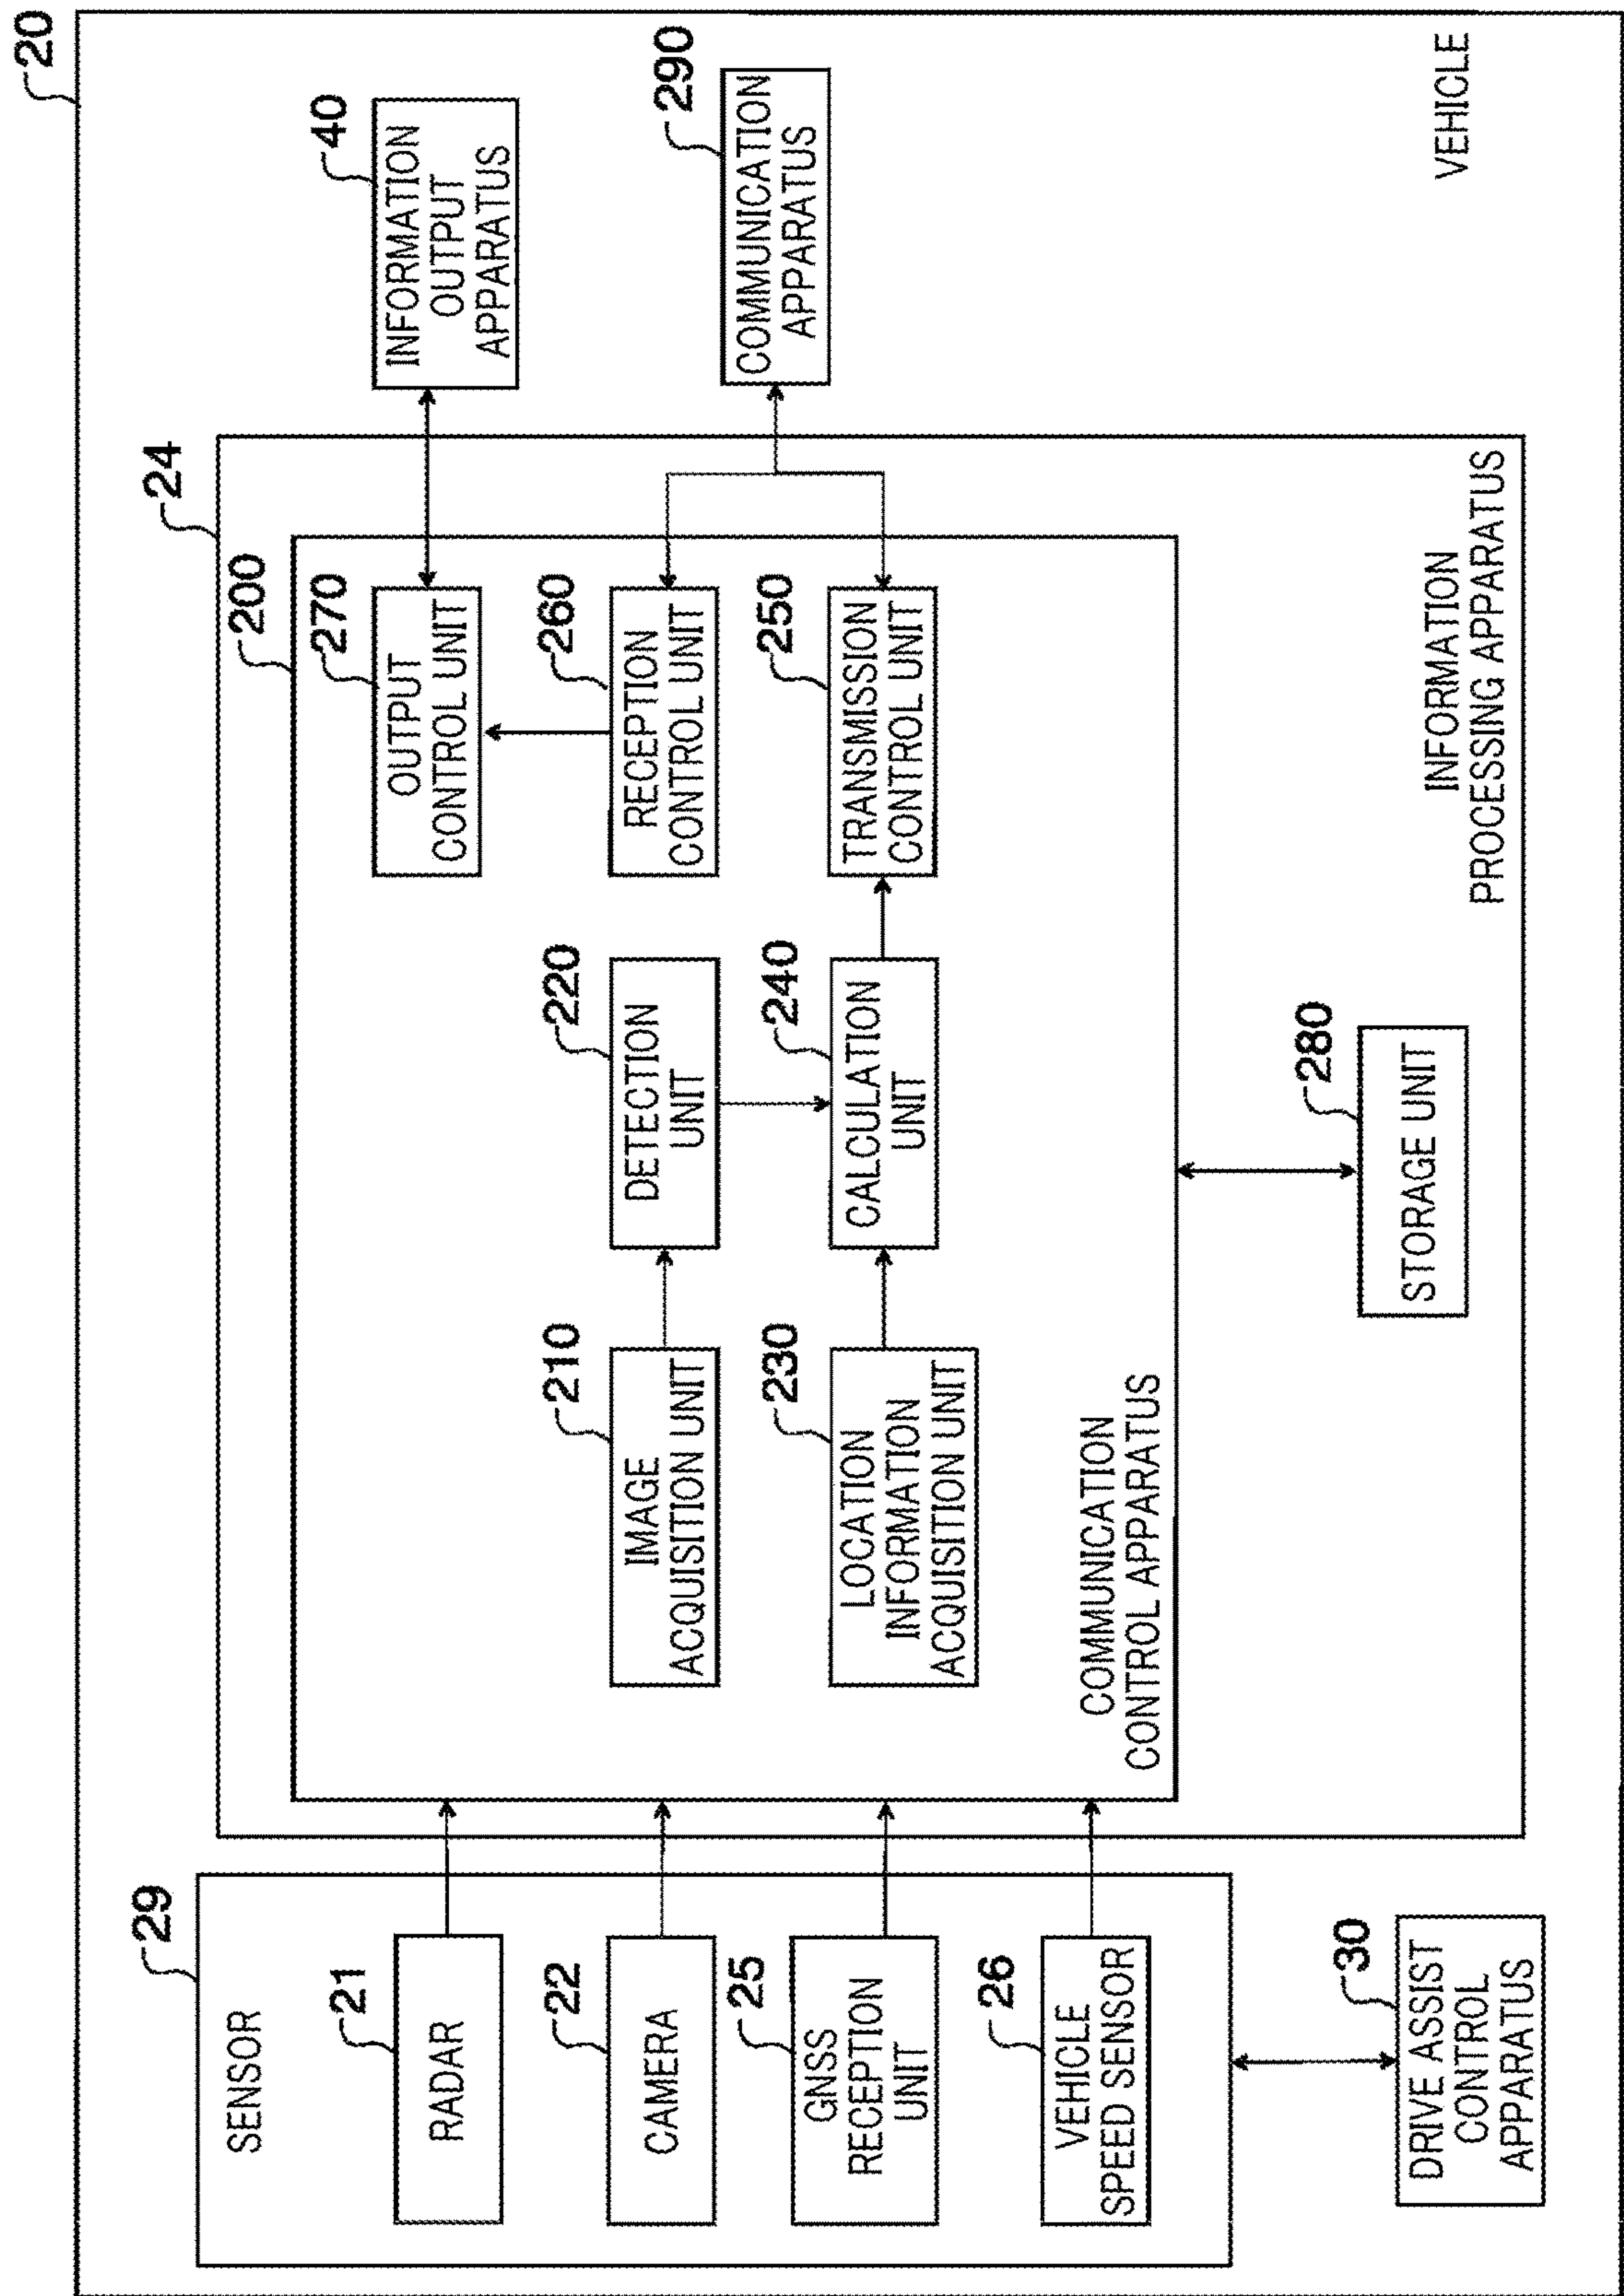 20
SENSOR
29
RADAR
21
CAMERA
22
GNSS
RECEPTION
UNIT
25
VEHICLE
SPEED SENSOR
26
DRIVE ASSIST
CONTROL
APPARATUS
30
24
200
IMAGE
ACQUISITION UNIT
210
DETECTION
UNIT
220
LOCATION
INFORMATION
ACQUISITION UNIT
230
CALCULATION
UNIT
240
OUTPUT
CONTROL UNIT
270
RECEPTION
CONTROL UNIT
260
TRANSMISSION
CONTROL UNIT
250
COMMUNICATION
CONTROL APPARATUS
STORAGE UNIT
280
INFORMATION
PROCESSING APPARATUS
INFORMATION
OUTPUT
APPARATUS
40
COMMUNICATION
APPARATUS
290
VEHICLE